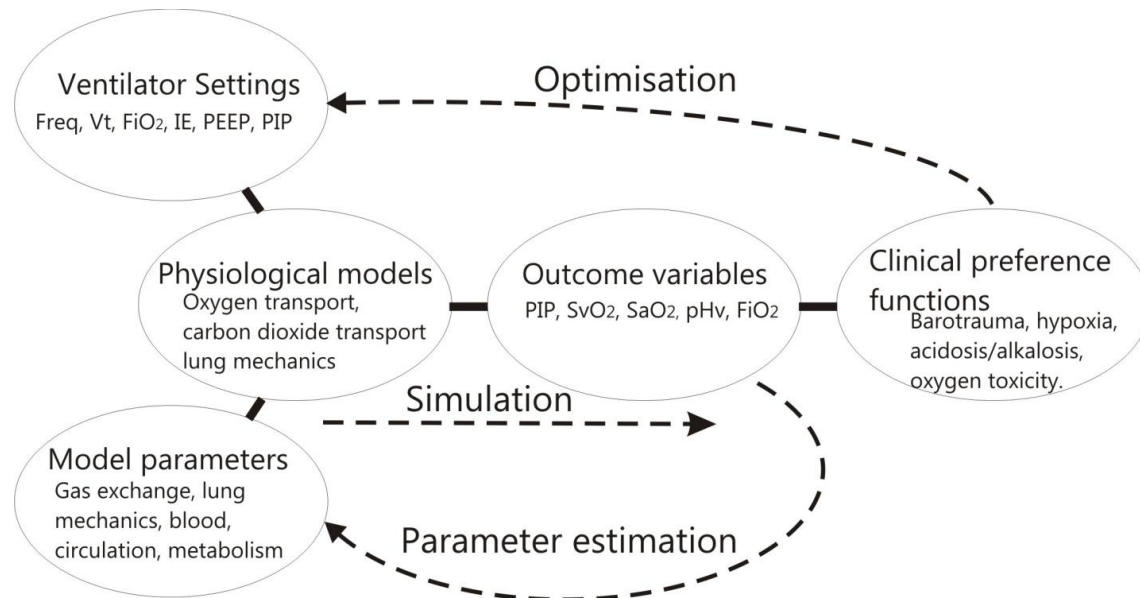 Ventilator Settings
Freq, Vt, FiO₂, IE, PEEP, PIP
Optimisation
Physiological models
Oxygen transport,
carbon dioxide transport
lung mechanics
Outcome variables
PIP, SvO₂, SaO₂, pHv, FiO₂
Clinical preference
functions
Barotrauma, hypoxia,
acidosis/alkalosis,
oxygen toxicity.
Simulation
Model parameters
Gas exchange, lung
mechanics, blood,
circulation, metabolism
Parameter estimation